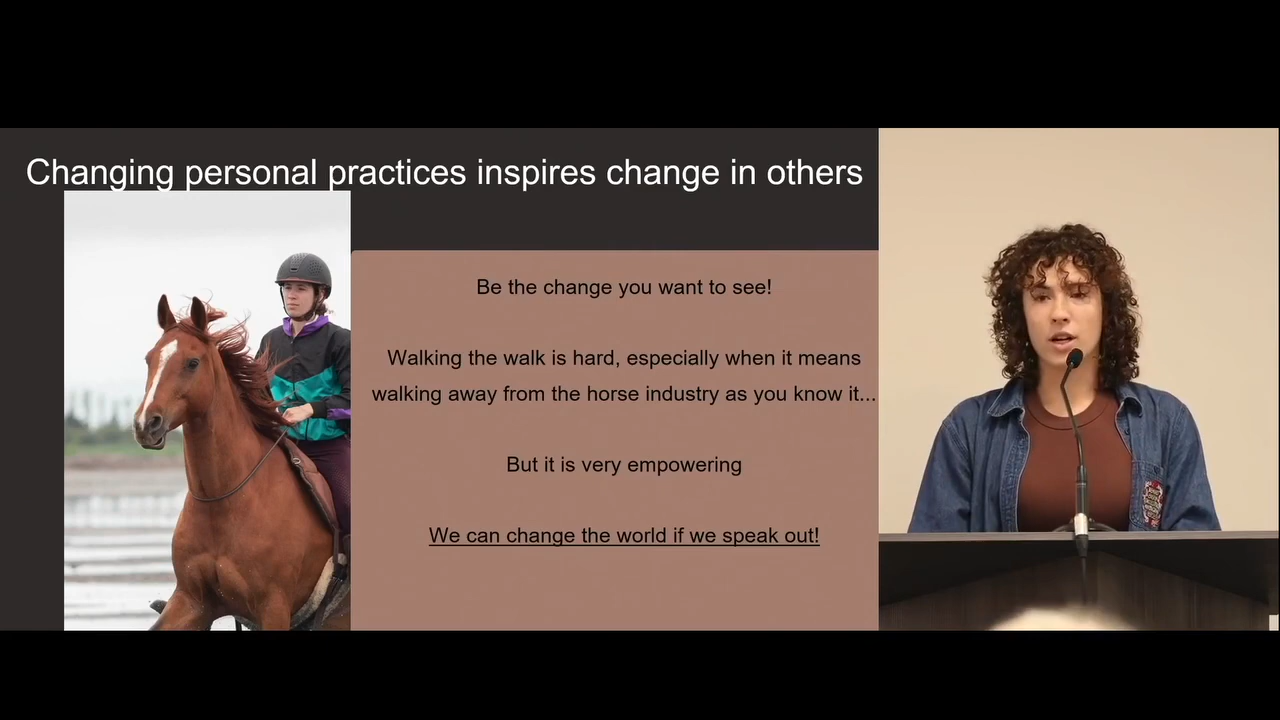 Changing personal practices inspires change in others
Be the change you want to see!
Walking the walk is hard, especially when it means
walking away from the horse industry as you know it...
But it is very empowering
We can change the world if we speak out!